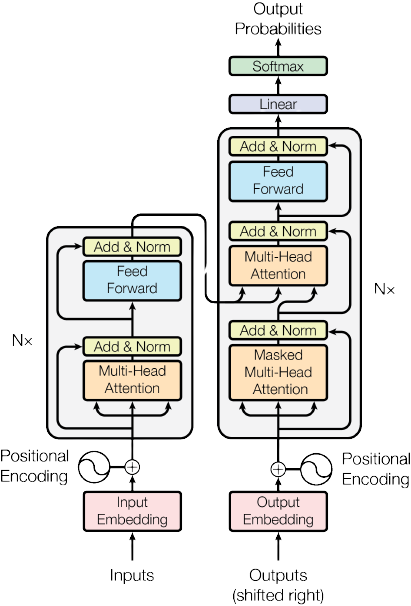 Output
Probabilities
Softmax
Linear
Add & Norm
Feed
Forward
Add & Norm
Multi-Head
Attention
Add & Norm
Masked
Multi-Head
Attention
N×
Add & Norm
Feed
Forward
Add & Norm
Multi-Head
Attention
N×
Positional
Encoding
Input
Embedding
Inputs
Positional
Encoding
Output
Embedding
Outputs
(shifted right)